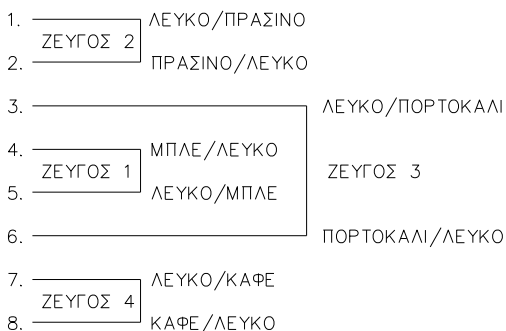 1. ΛΕΥΚΟ/ΠΡΑΣΙΝΟ
ΖΕΥΓΟΣ 2
2. ΠΡΑΣΙΝΟ/ΛΕΥΚΟ
3. ΛΕΥΚΟ/ΠΟΡΤΟΚΑΛΙ
4. ΜΠΛΕ/ΛΕΥΚΟ
ΖΕΥΓΟΣ 1 ΖΕΥΓΟΣ 3
5. ΛΕΥΚΟ/ΜΠΛΕ
6. ΠΟΡΤΟΚΑΛΙ/ΛΕΥΚΟ
7. ΛΕΥΚΟ/ΚΑΦΕ
ΖΕΥΓΟΣ 4
8. ΚΑΦΕ/ΛΕΥΚΟ